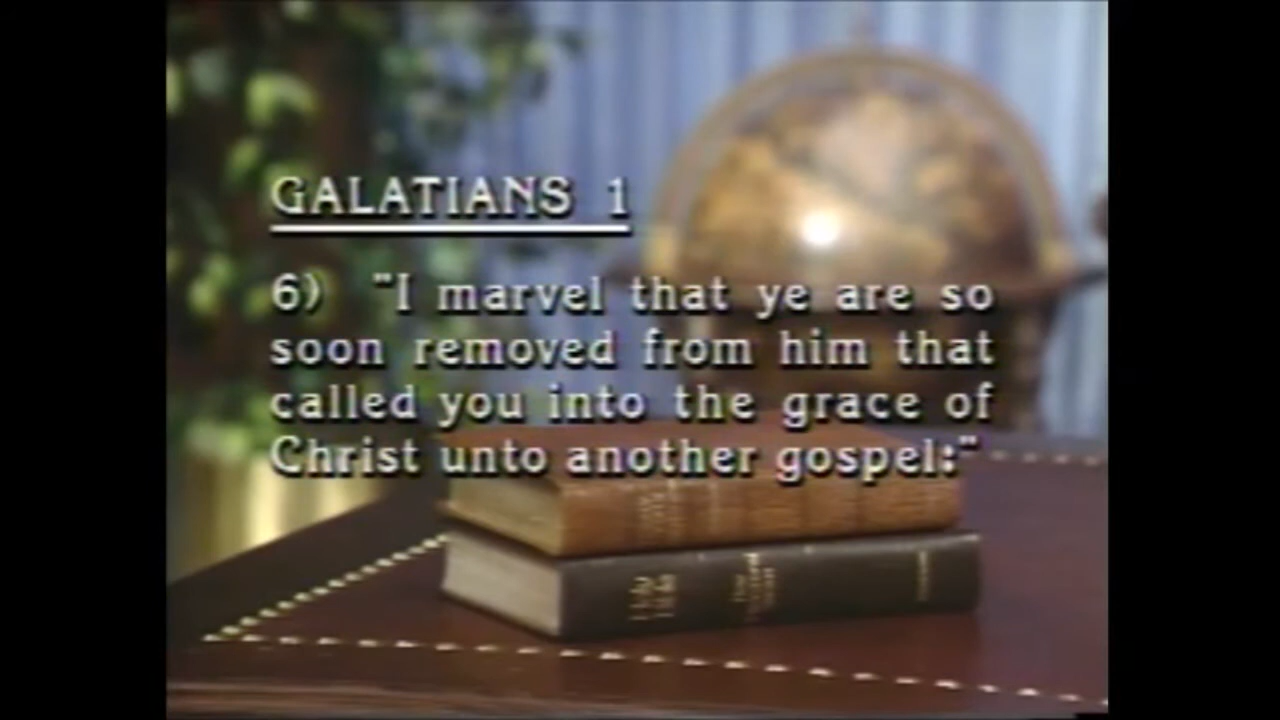 GALATIANS 1
6) "I marvel that ye are so
soon removed from him that
called you into the grace of
Christ unto another gospel:"